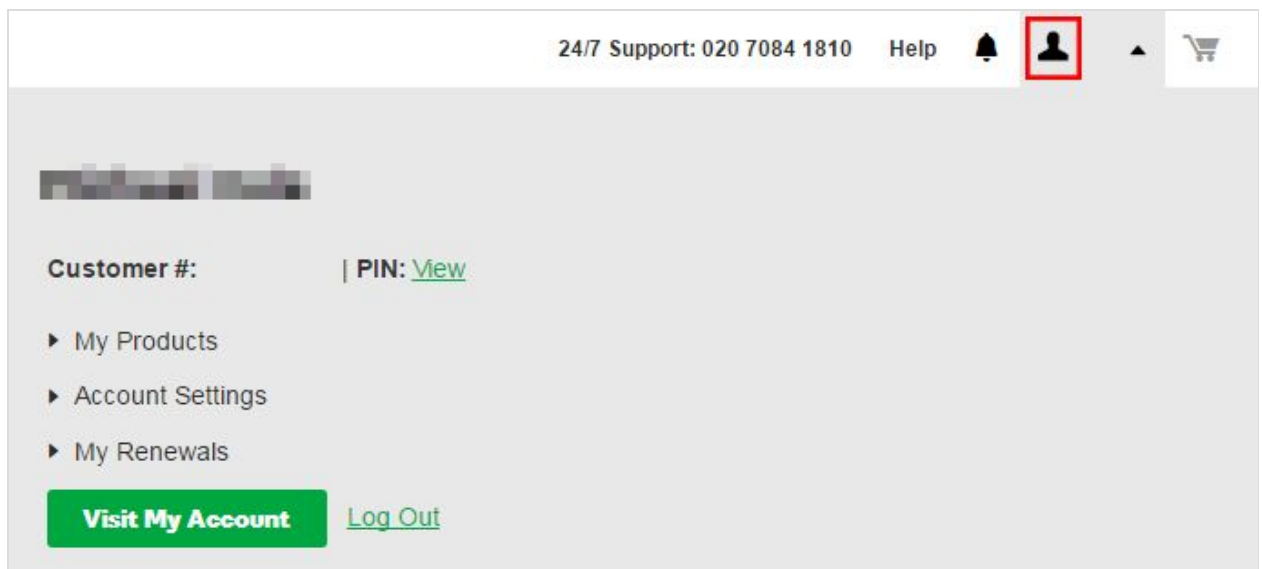 24/7 Support: 020 7084 1810 Help
Customer #: | PIN: View
My Products
Account Settings
My Renewals
Visit My Account Log Out